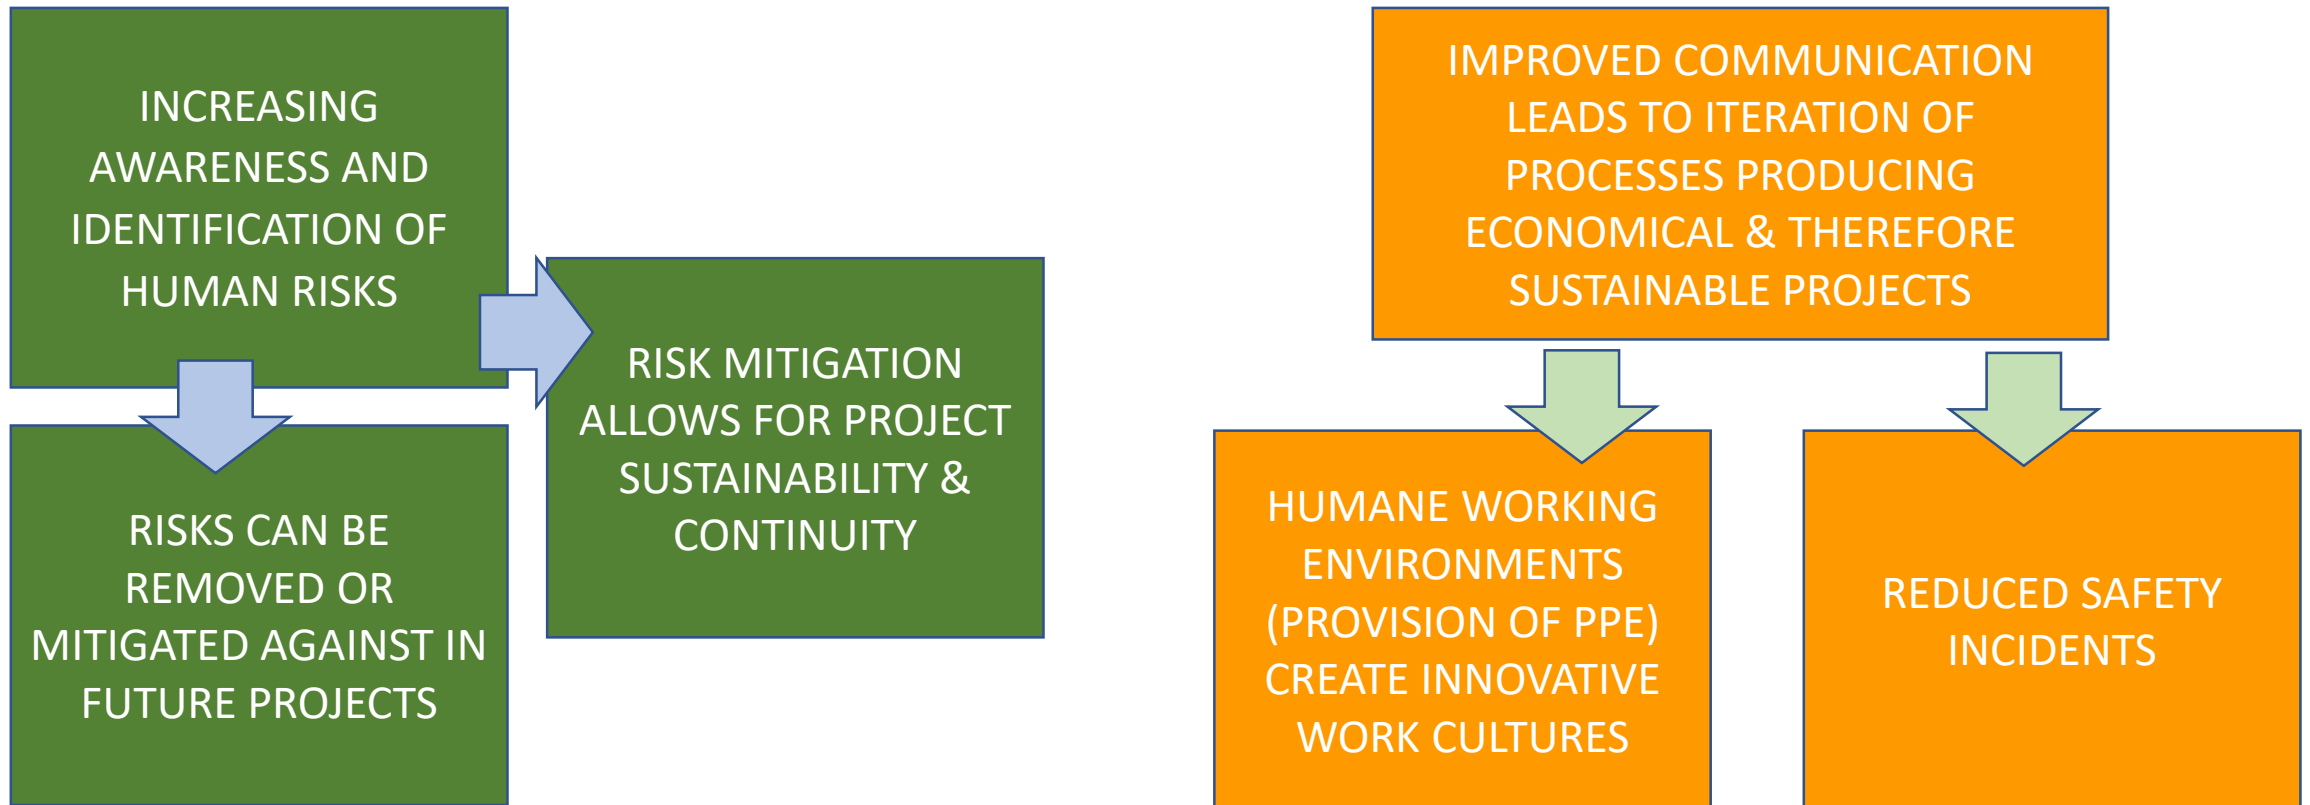 INCREASING
AWARENESS AND
IDENTIFICATION OF
HUMAN RISKS
RISK MITIGATION
ALLOWS FOR PROJECT
SUSTAINABILITY &
CONTINUITY
RISKS CAN BE
REMOVED OR
MITIGATED AGAINST IN
FUTURE PROJECTS
IMPROVED COMMUNICATION
LEADS TO ITERATION OF
PROCESSES PRODUCING
ECONOMICAL & THEREFORE
SUSTAINABLE PROJECTS
HUMANE WORKING
ENVIRONMENTS
(PROVISION OF PPE)
CREATE INNOVATIVE
WORK CULTURES
REDUCED SAFETY
INCIDENTS